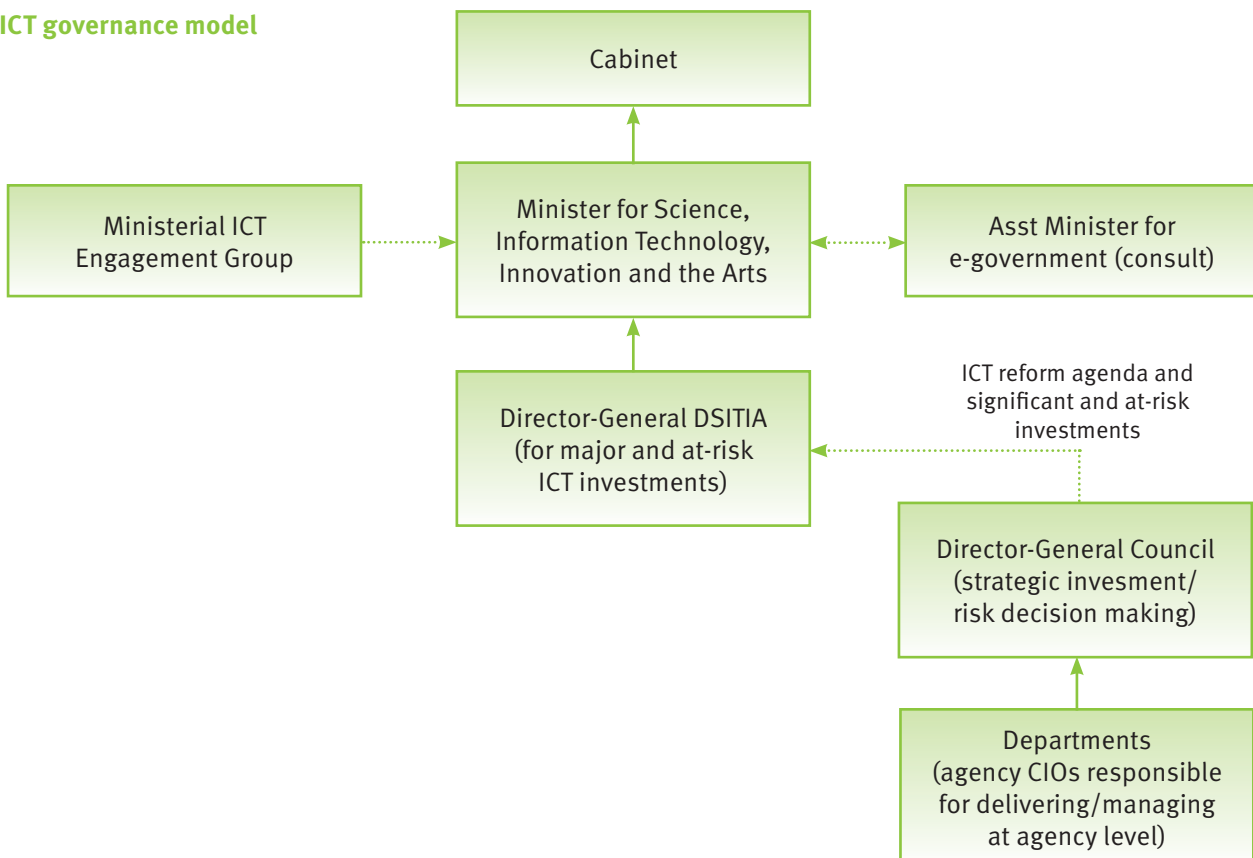 ICT governance model
Cabinet
Ministerial ICT
Engagement Group
Minister for Science,
Information Technology,
Innovation and the Arts
Asst Minister for
e-government (consult)
Director-General DSITIA
(for major and at-risk
ICT investments)
ICT reform agenda and
significant and at-risk
investments
Director-General Council
(strategic invesment/
risk decision making)
Departments
(agency CIOs responsible
for delivering/managing
at agency level)